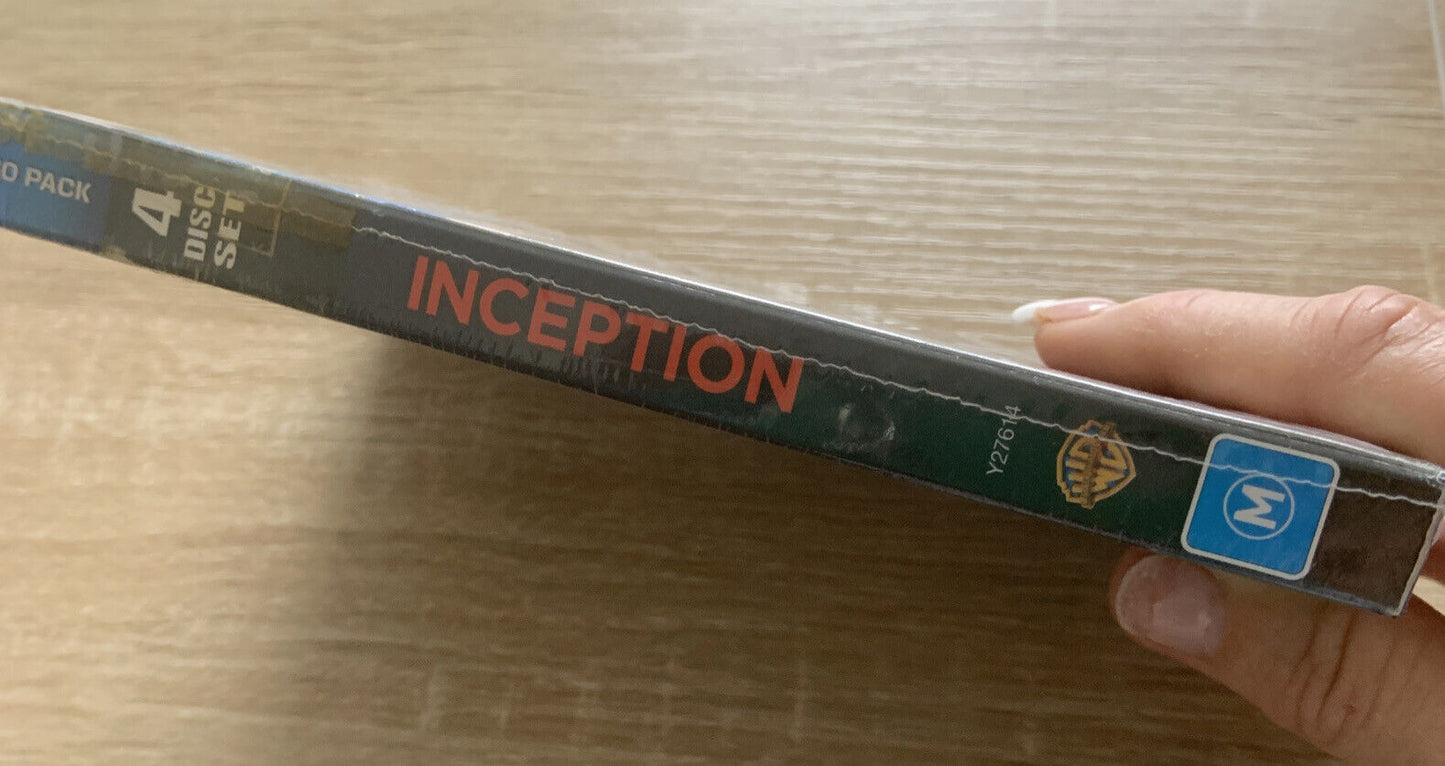 O PACK
4
DISC
SET
INCEPTION
Y27614
WB
M